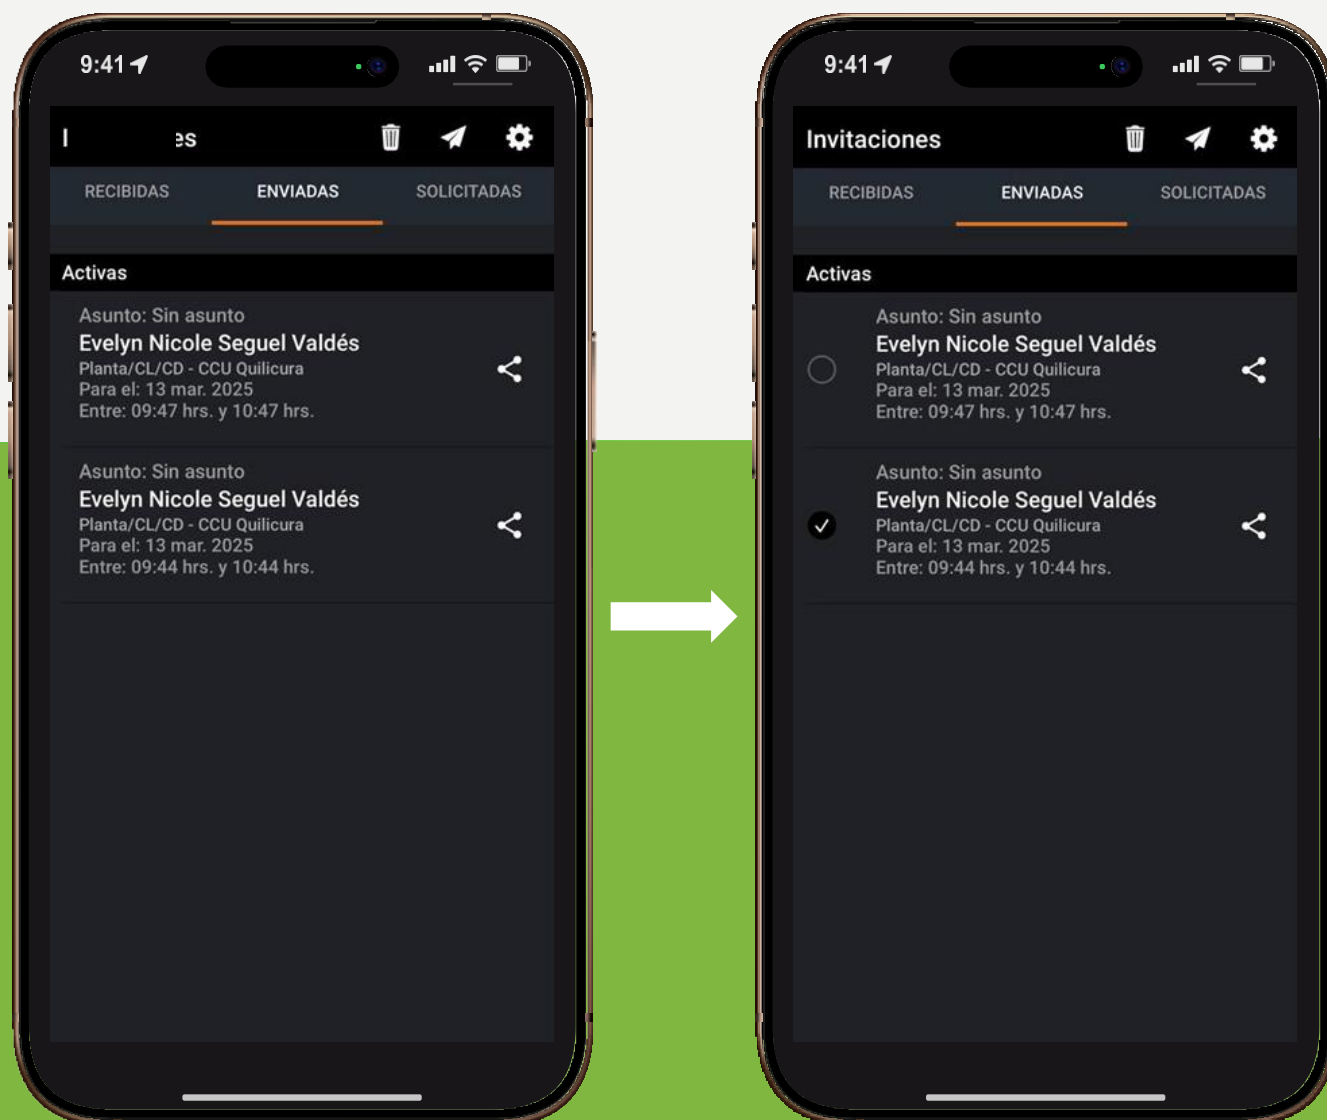 9:41
I es
RECIBIDAS ENVIADAS SOLICITADAS
Activas
Asunto: Sin asunto
Evelyn Nicole Seguel Valdés
Planta/CL/CD - CCU Quilicura
Para el: 13 mar. 2025
Entre: 09:47 hrs. y 10:47 hrs.
Asunto: Sin asunto
Evelyn Nicole Seguel Valdés
Planta/CL/CD - CCU Quilicura
Para el: 13 mar. 2025
Entre: 09:44 hrs. y 10:44 hrs.
9:41
Invitaciones
RECIBIDAS ENVIADAS SOLICITADAS
Activas
Asunto: Sin asunto
Evelyn Nicole Seguel Valdés
Planta/CL/CD - CCU Quilicura
Para el: 13 mar. 2025
Entre: 09:47 hrs. y 10:47 hrs.
Asunto: Sin asunto
Evelyn Nicole Seguel Valdés
Planta/CL/CD - CCU Quilicura
Para el: 13 mar. 2025
Entre: 09:44 hrs. y 10:44 hrs.